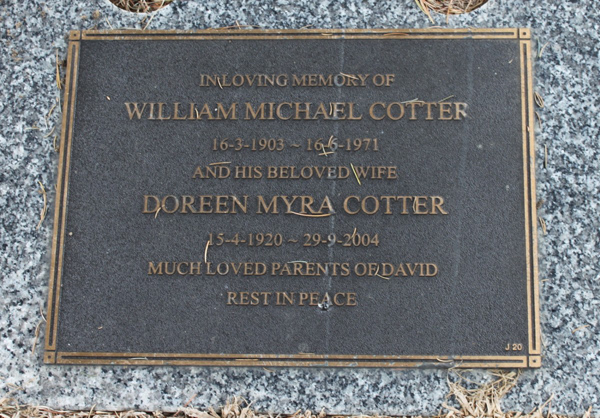 IN LOVING MEMORY OF
WILLIAM MICHAEL COTTER
16-3-1903 ~ 16-6-1971
AND HIS BELOVED WIFE
DOREEN MYRA COTTER
15-4-1920 ~ 29-9-2004
MUCH LOVED PARENTS OF DAVID
REST IN PEACE
J 20